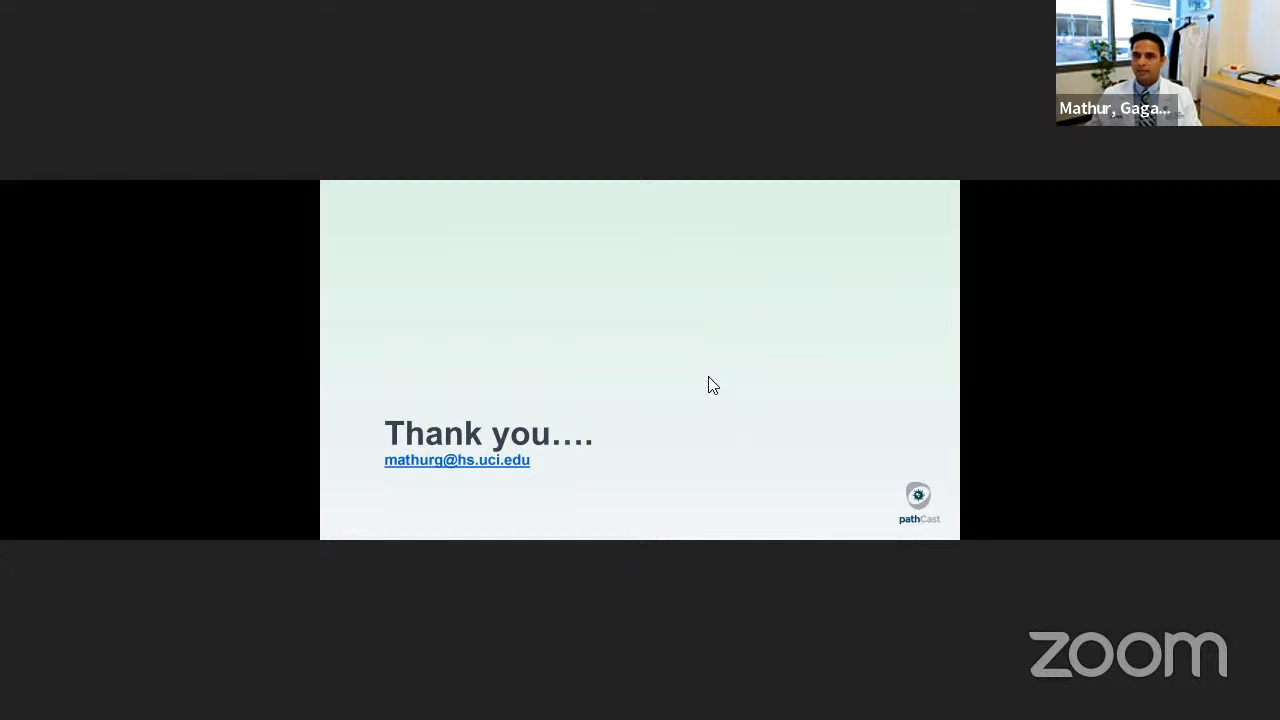 Mathur, Gaga...
Thank you....
mathurg@hs.uci.edu
pathCast
zoom